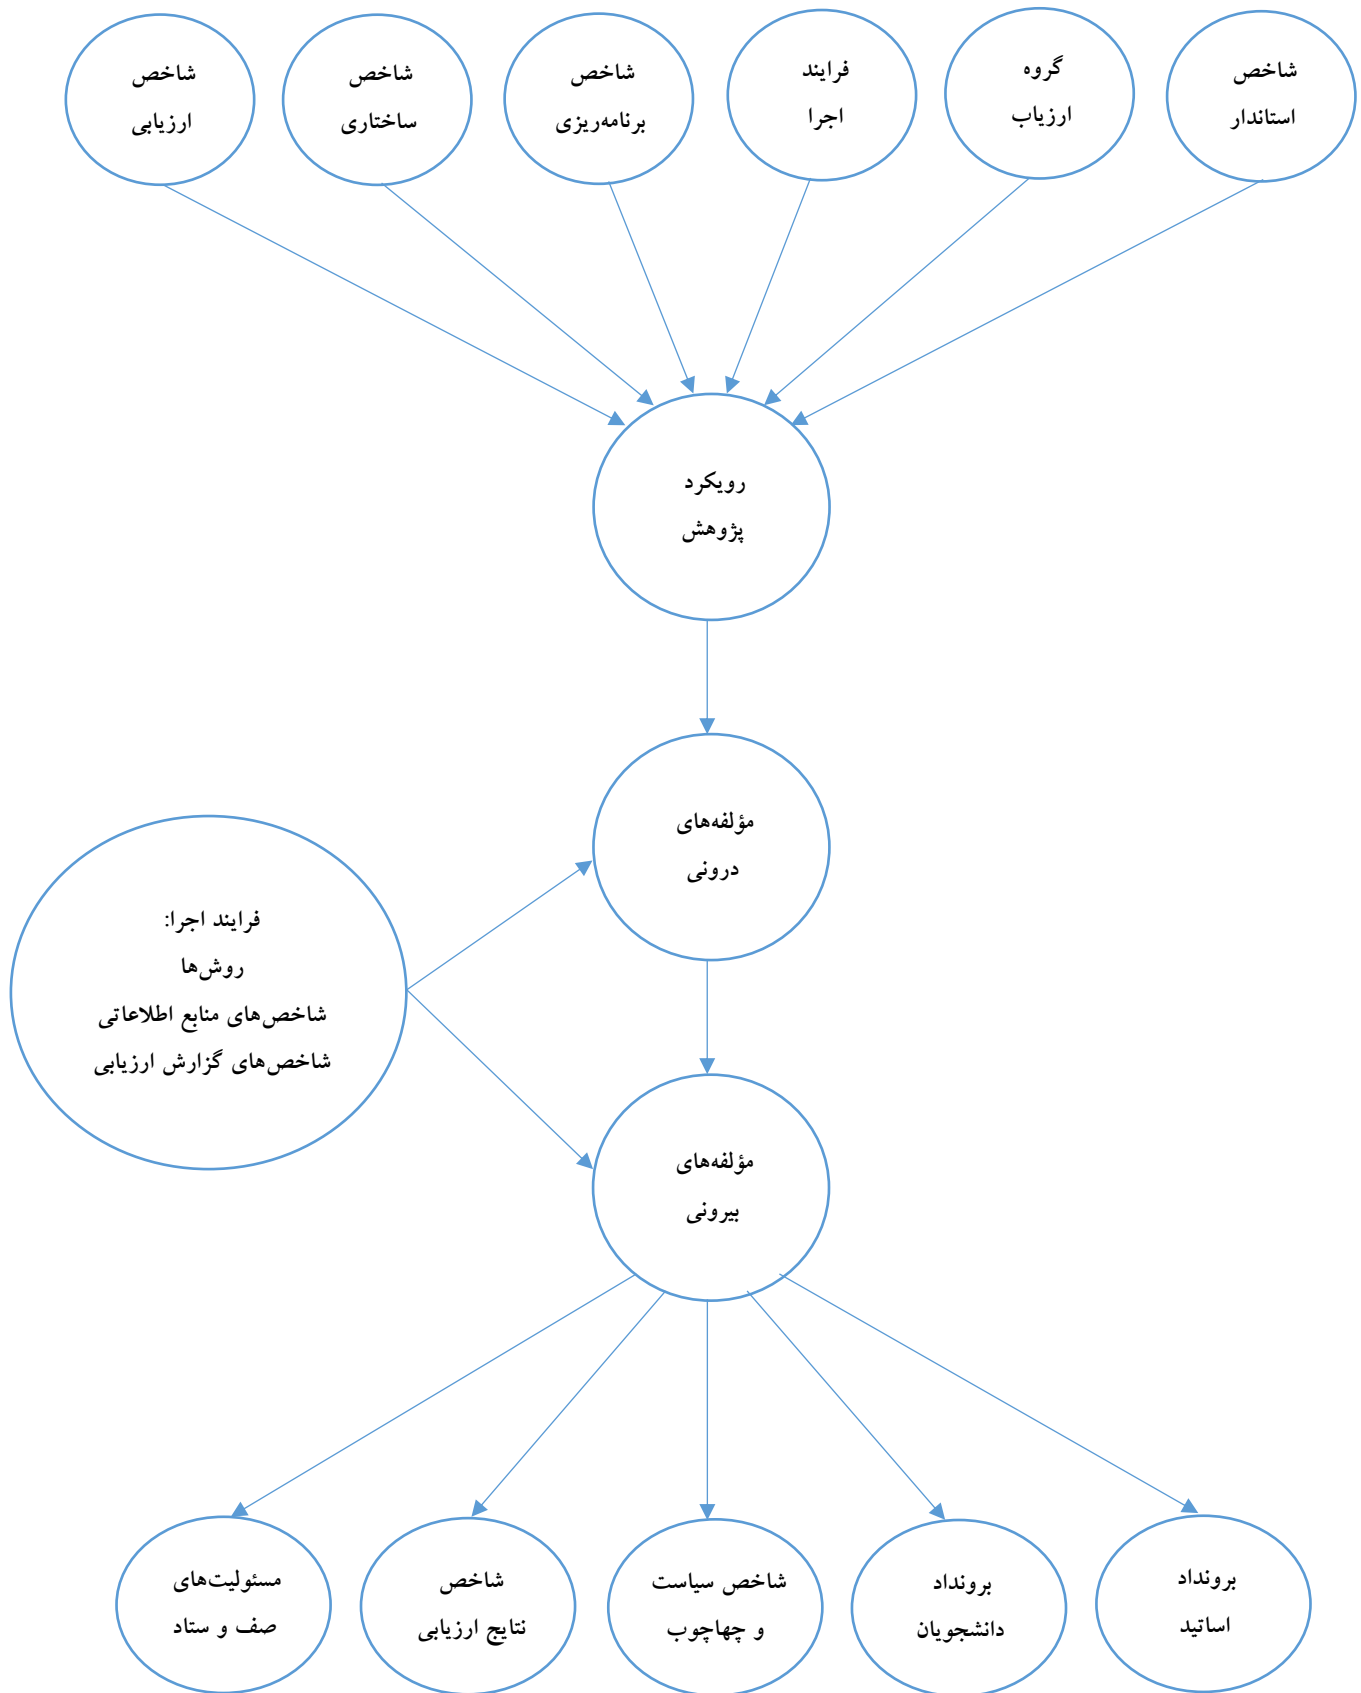 شاخص
استاندار
گروه
ارزیاب
فرایند
اجرا
شاخص
برنامه‌ریزی
شاخص
ساختاری
شاخص
ارزیابی
رویکرد
پژوهش
مؤلفه‌های
درونی
فرایند اجرا:
روش‌ها
شاخص‌های منابع اطلاعاتی
شاخص‌های گزارش ارزیابی
مؤلفه‌های
بیرونی
برونداد
اساتید
برونداد
دانشجویان
شاخص سیاست
و چهاچوب
شاخص
نتایج ارزیابی
مسئولیت‌های
صف و ستاد